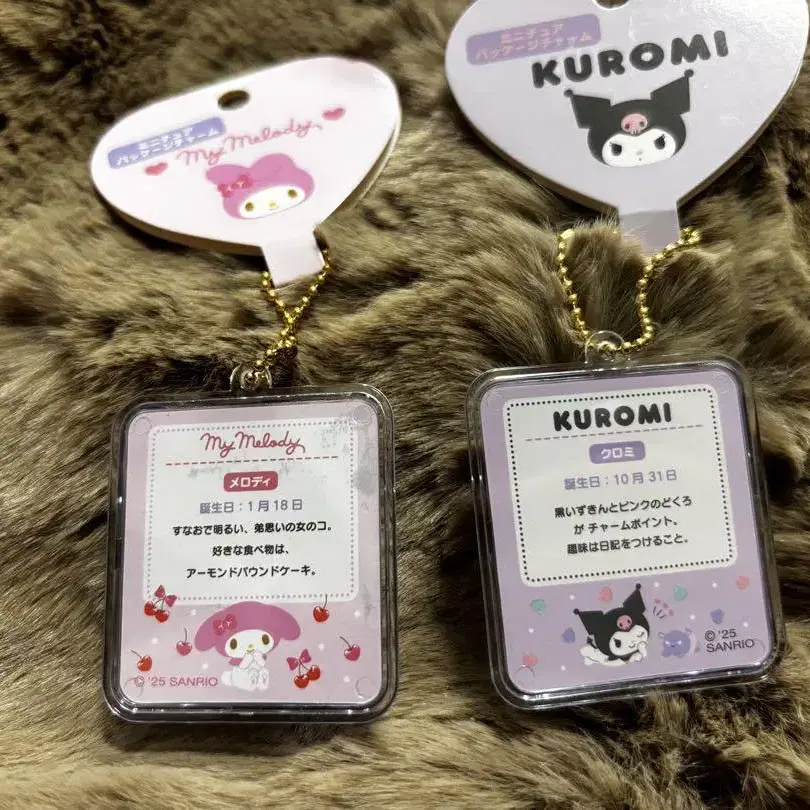 ミニチュア
パッケージチャーム
My Melody
My Melody
メロディ
誕生日：1月18日
すなおで明るい、弟思いの女のコ。
好きな食べ物は、
アーモンドパウンドケーキ。
© '25 SANRIO
ミニチュア
パッケージチャーム
KUROMI
KUROMI
クロミ
誕生日：10月31日
黒いずきんとピンクのどくろ
が チャームポイント。
趣味は日記をつけること。
© '25
SANRIO